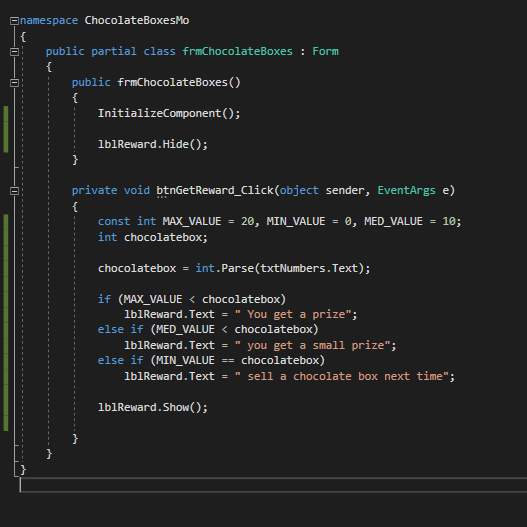 namespace ChocolateBoxesMo
{
public partial class frmChocolateBoxes : Form
{
public frmChocolateBoxes()
{
InitializeComponent();
lblReward.Hide();
}
private void btnGetReward_Click(object sender, EventArgs e)
{
const int MAX_VALUE = 20, MIN_VALUE = 0, MED_VALUE = 10;
int chocolatebox;
chocolatebox = int.Parse(txtNumbers.Text);
if (MAX_VALUE < chocolatebox)
lblReward.Text = " You get a prize";
else if (MED_VALUE < chocolatebox)
lblReward.Text = " you get a small prize";
else if (MIN_VALUE == chocolatebox)
lblReward.Text = " sell a chocolate box next time";
lblReward.Show();
}
}
}